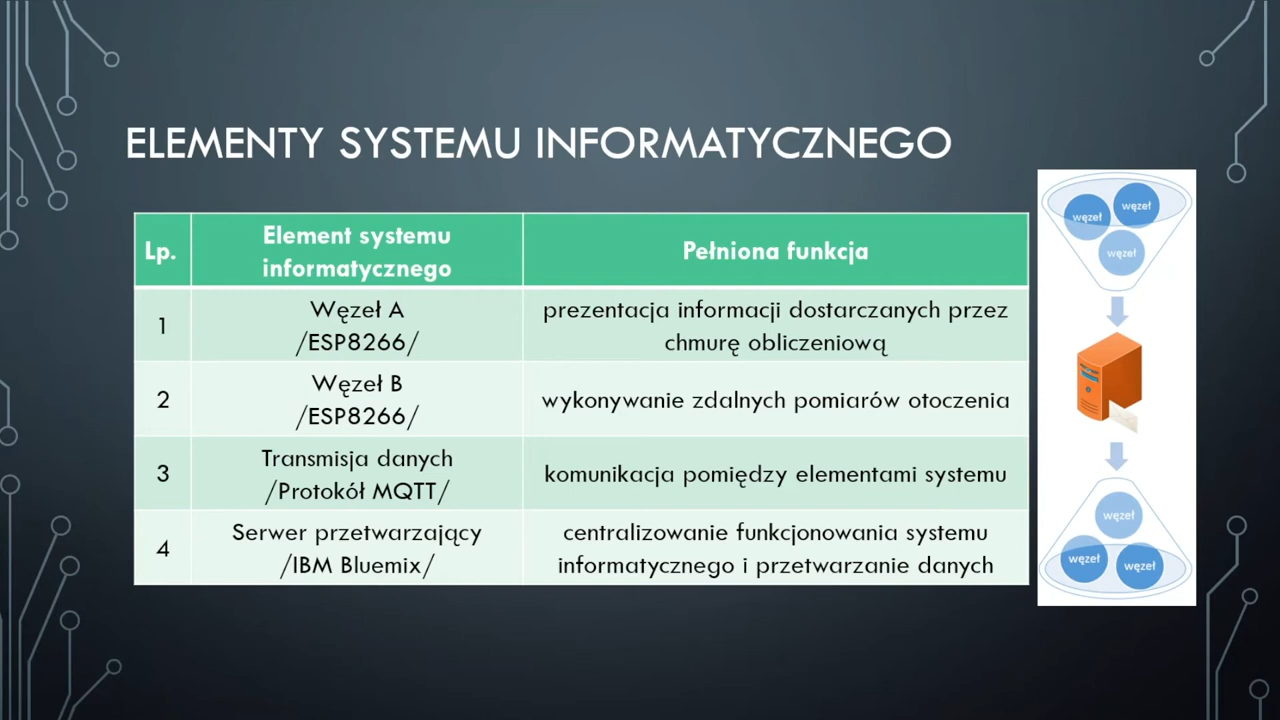 ELEMENTY SYSTEMU INFORMATYCZNEGO
Lp.
Element systemu
informatycznego
Pełniona funkcja
1
Węzeł A
/ESP8266/
prezentacja informacji dostarczanych przez
chmurę obliczeniową
2
Węzeł B
/ESP8266/
wykonywanie zdalnych pomiarów otoczenia
3
Transmisja danych
/Protokół MQTT/
komunikacja pomiędzy elementami systemu
4
Serwer przetwarzający
/IBM Bluemix/
centralizowanie funkcjonowania systemu
informatycznego i przetwarzanie danych
węzeł
węzeł
węzeł
węzeł
węzeł
węzeł